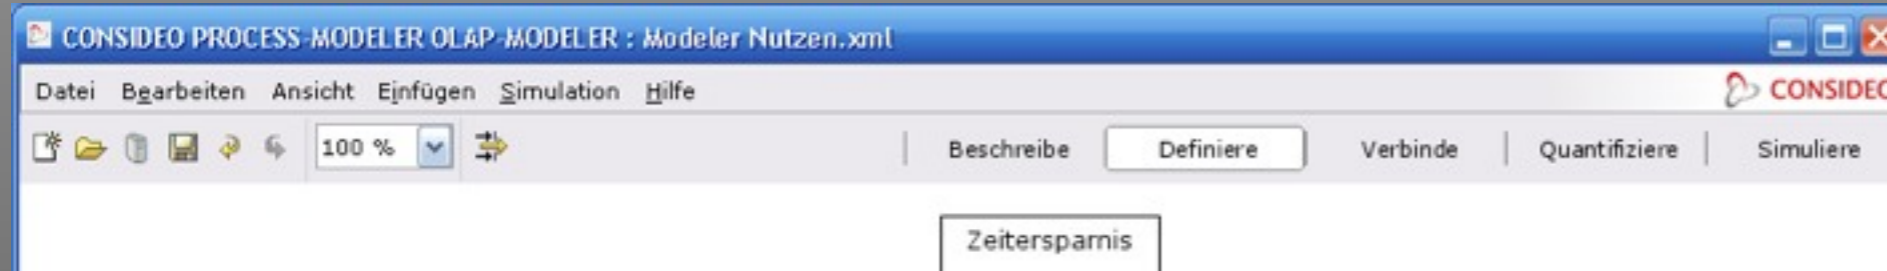 CONSIDEO PROCESS-MODELER OLAP-MODELER : Modeler Nutzen.xml
Datei Bearbeiten Ansicht Einfügen Simulation Hilfe CONSIDEO
100 % Beschreibe Definiere Verbinde Quantifiziere Simuliere
Zeitersparnis